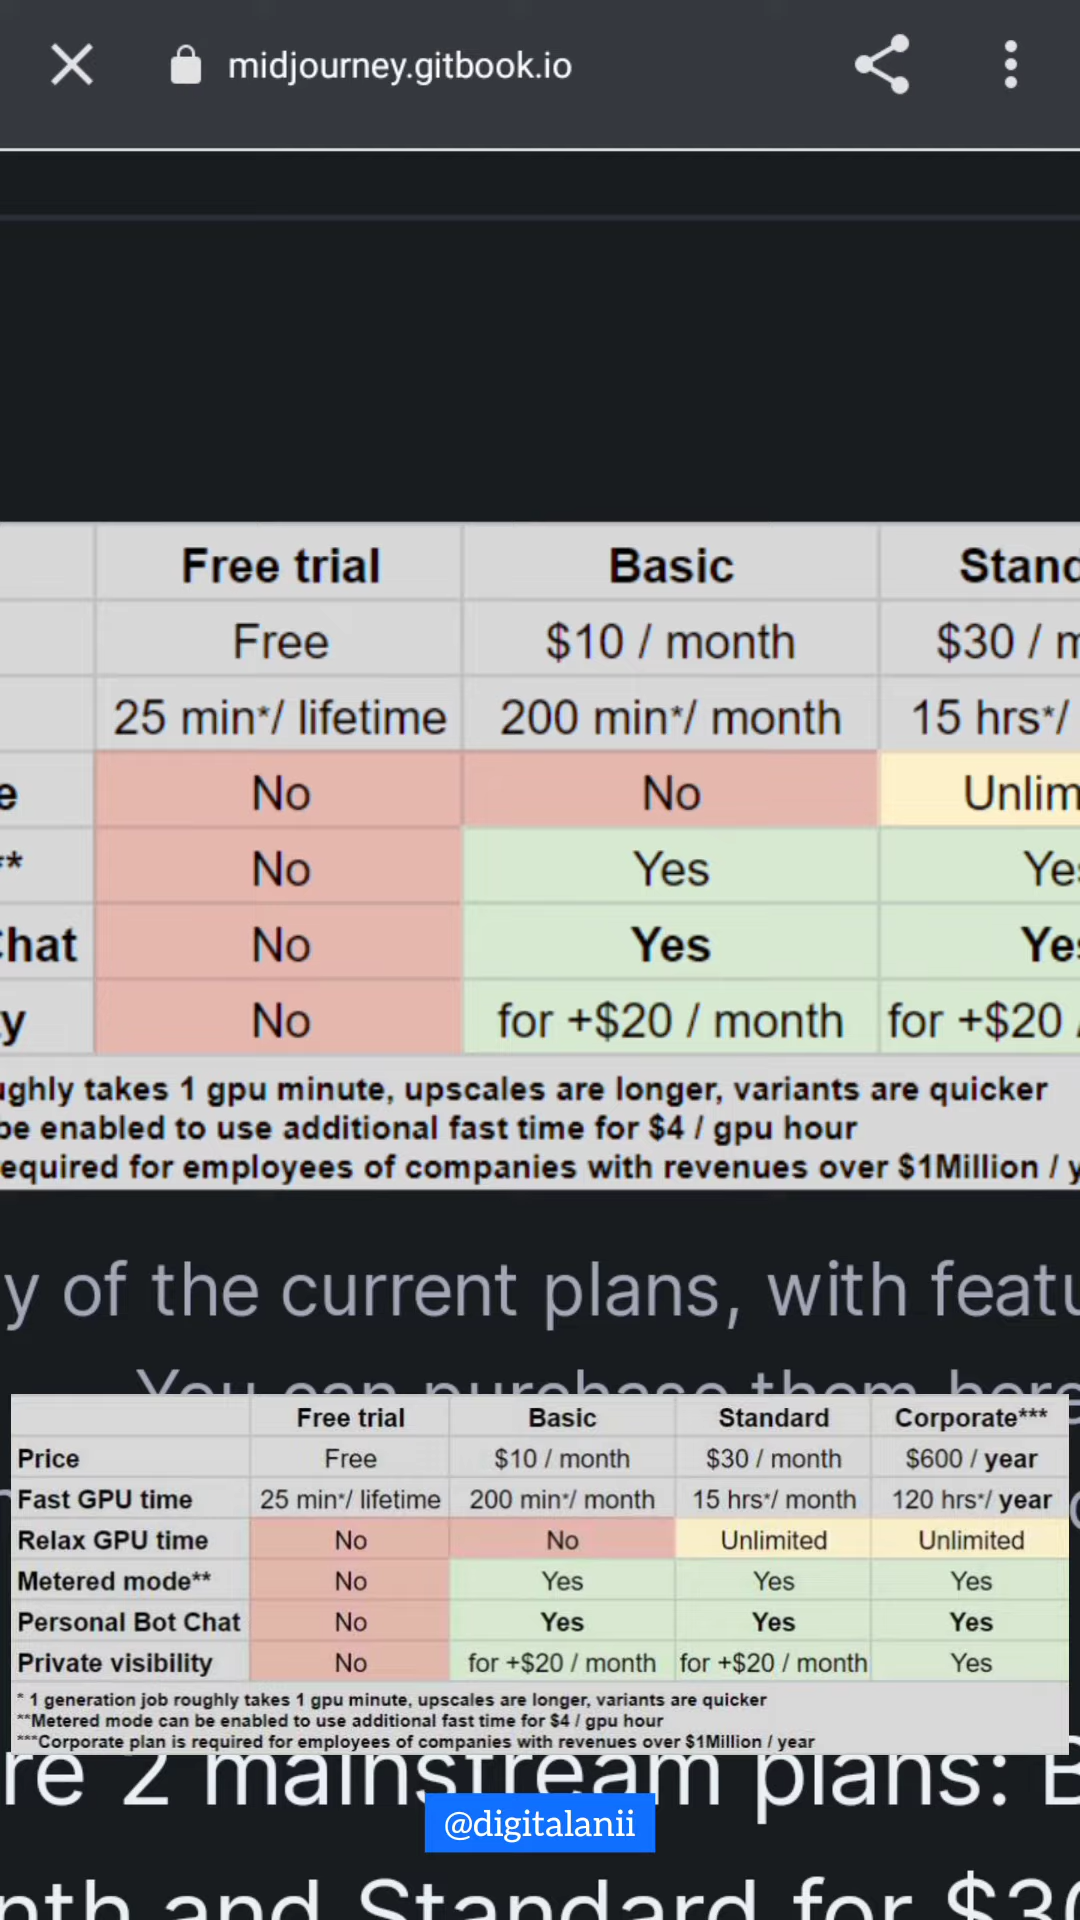 midjourney.gitbook.io
Free trial Basic Stand
Free $10 / month $30 / m
25 min*/ lifetime 200 min*/ month 15 hrs*/
e No No Unlim
** No Yes Yes
Chat No Yes Yes
y No for +$20 / month for +$20 /
ughly takes 1 gpu minute, upscales are longer, variants are quicker
be enabled to use additional fast time for $4 / gpu hour
equired for employees of companies with revenues over $1Million / y
y of the current plans, with featu
You can purchase them here
Free trial Basic Standard Corporate***
Price Free $10 / month $30 / month $600 / year
Fast GPU time 25 min*/ lifetime 200 min*/ month 15 hrs*/ month 120 hrs*/ year
Relax GPU time No No Unlimited Unlimited
Metered mode** No Yes Yes Yes
Personal Bot Chat No Yes Yes Yes
Private visibility No for +$20 / month for +$20 / month Yes
* 1 generation job roughly takes 1 gpu minute, upscales are longer, variants are quicker
**Metered mode can be enabled to use additional fast time for $4 / gpu hour
***Corporate plan is required for employees of companies with revenues over $1Million / year
re 2 mainstream plans: B
@digitalanii
nth and Standard for $30